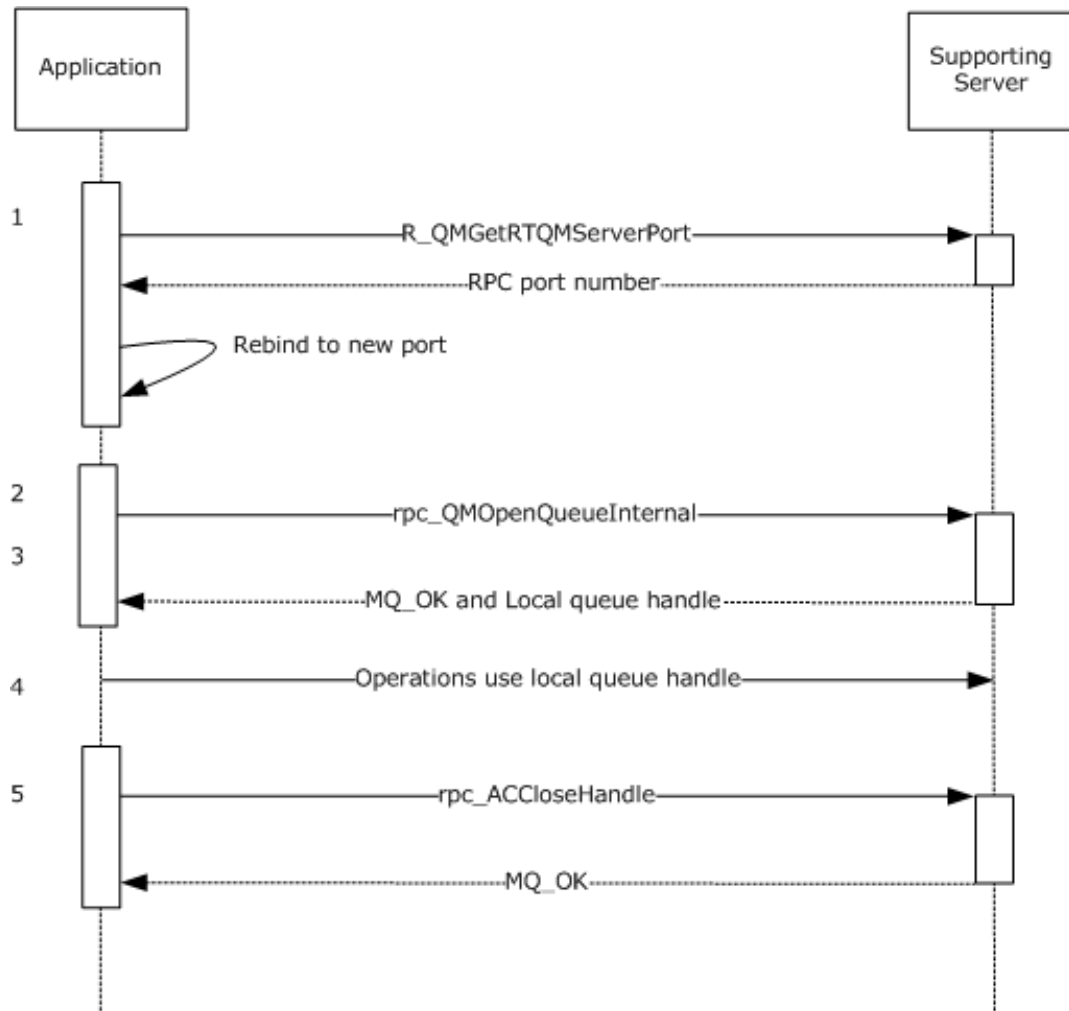 Application
Supporting
Server
1
R_QMGetRTQMServerPort
RPC port number
Rebind to new port
2
rpc_QMOpenQueueInternal
3
MQ_OK and Local queue handle
4
Operations use local queue handle
5
rpc_ACCloseHandle
MQ_OK